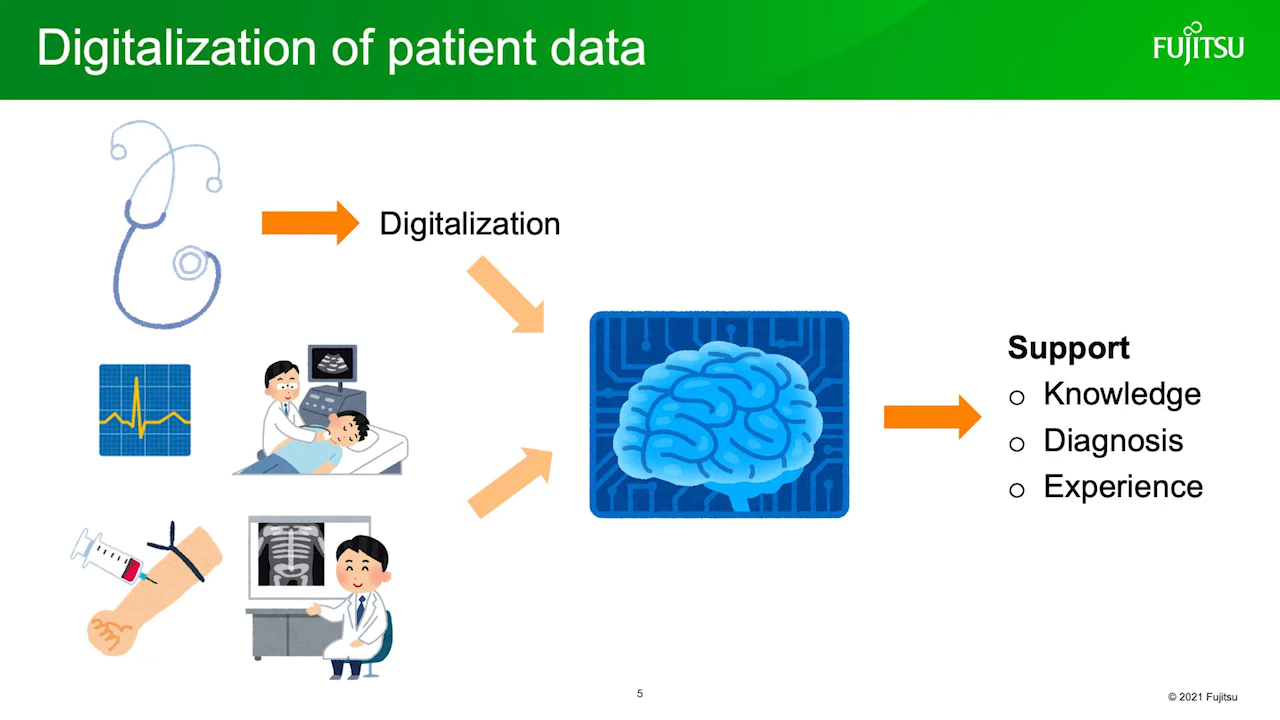 Digitalization of patient data
FUJITSU
Digitalization
Support
Knowledge
Diagnosis
Experience
5
© 2021 Fujitsu